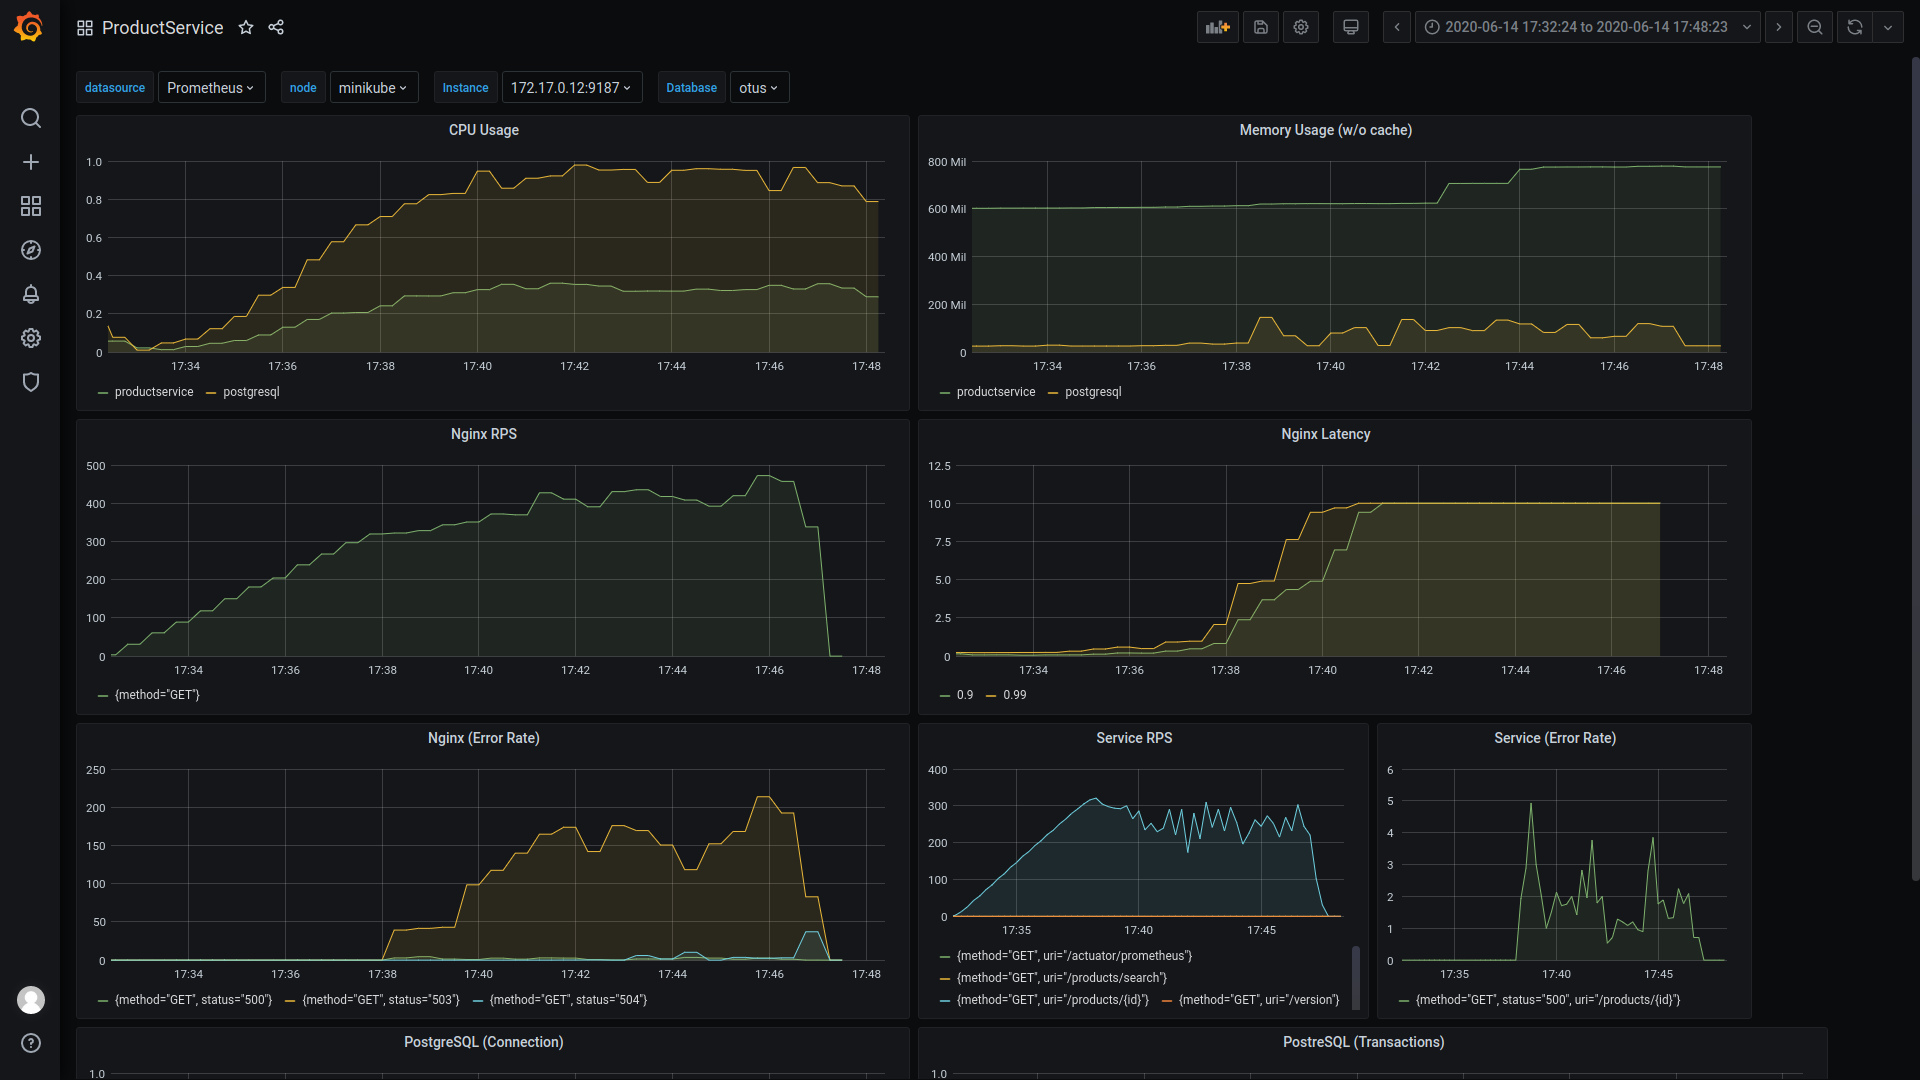 ProductService
2020-06-14 17:32:24 to 2020-06-14 17:48:23
datasource Prometheus node minikube Instance 172.17.0.12:9187 Database otus
CPU Usage
1.0
0.8
0.6
0.4
0.2
0
17:34 17:36 17:38 17:40 17:42 17:44 17:46 17:48
productservice postgresql
Memory Usage (w/o cache)
800 Mil
600 Mil
400 Mil
200 Mil
0
17:34 17:36 17:38 17:40 17:42 17:44 17:46 17:48
productservice postgresql
Nginx RPS
500
400
300
200
100
0
17:34 17:36 17:38 17:40 17:42 17:44 17:46 17:48
{method="GET"}
Nginx Latency
12.5
10.0
7.5
5.0
2.5
0
17:34 17:36 17:38 17:40 17:42 17:44 17:46 17:48
0.9 0.99
Nginx (Error Rate)
250
200
150
100
50
0
17:34 17:36 17:38 17:40 17:42 17:44 17:46 17:48
{method="GET", status="500"} {method="GET", status="503"} {method="GET", status="504"}
Service RPS
400
300
200
100
0
17:35 17:40 17:45
{method="GET", uri="/actuator/prometheus"}
{method="GET", uri="/products/search"}
{method="GET", uri="/products/{id}"} {method="GET", uri="/version"}
Service (Error Rate)
6
5
4
3
2
1
0
17:35 17:40 17:45
{method="GET", status="500", uri="/products/{id}"}
PostgreSQL (Connection)
1.0
PostreSQL (Transactions)
1.0